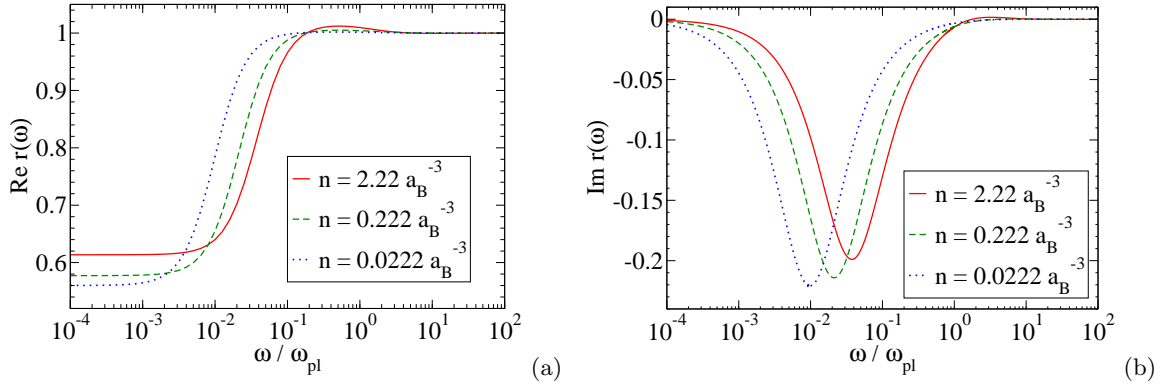 Re r(ω)
1
0.9
0.8
0.7
0.6
n = 2.22 a_B^-3
n = 0.222 a_B^-3
n = 0.0222 a_B^-3
10^-4 10^-3 10^-2 10^-1 10^0 10^1 10^2
ω / ω_pl
(a)
Im r(ω)
0
-0.05
-0.1
-0.15
-0.2
n = 2.22 a_B^-3
n = 0.222 a_B^-3
n = 0.0222 a_B^-3
10^-4 10^-3 10^-2 10^-1 10^0 10^1 10^2
ω / ω_pl
(b)